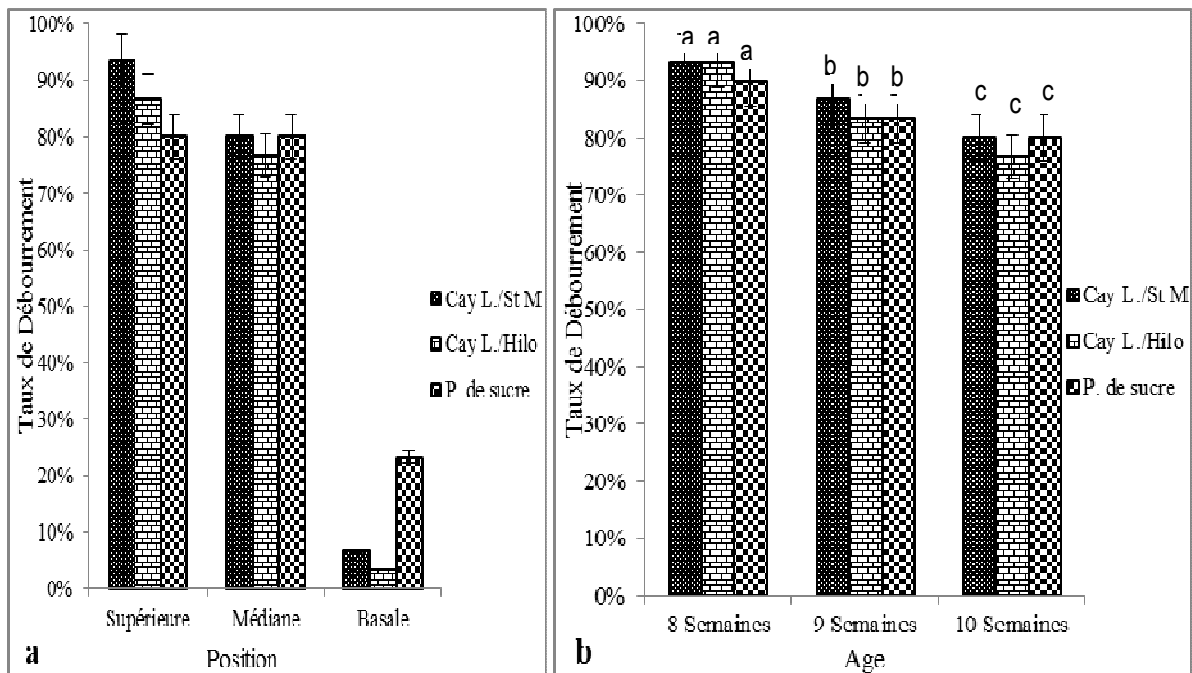 100%
90%
80%
70%
60%
50%
40%
30%
20%
10%
0%
Taux de Débourrement
Supérieure Médiane Basale
Position
Cay L./St M
Cay L./Hilo
P. de sucre
a
100%
90%
80%
70%
60%
50%
40%
30%
20%
10%
0%
Taux de Débourrement
a a a
b b b
c c c
8 Semaines 9 Semaines 10 Semaines
Age
Cay L./St M
Cay L./Hilo
P. de sucre
b